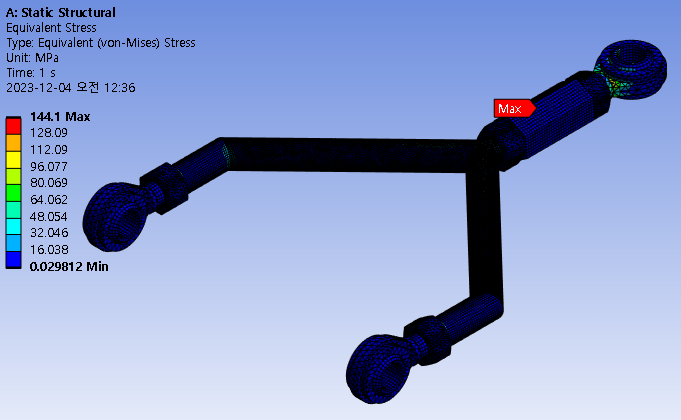 A: Static Structural
Equivalent Stress
Type: Equivalent (von-Mises) Stress
Unit: MPa
Time: 1 s
2023-12-04 오전 12:36
144.1 Max
128.09
112.09
96.077
80.069
64.062
48.054
32.046
16.038
0.029812 Min
Max